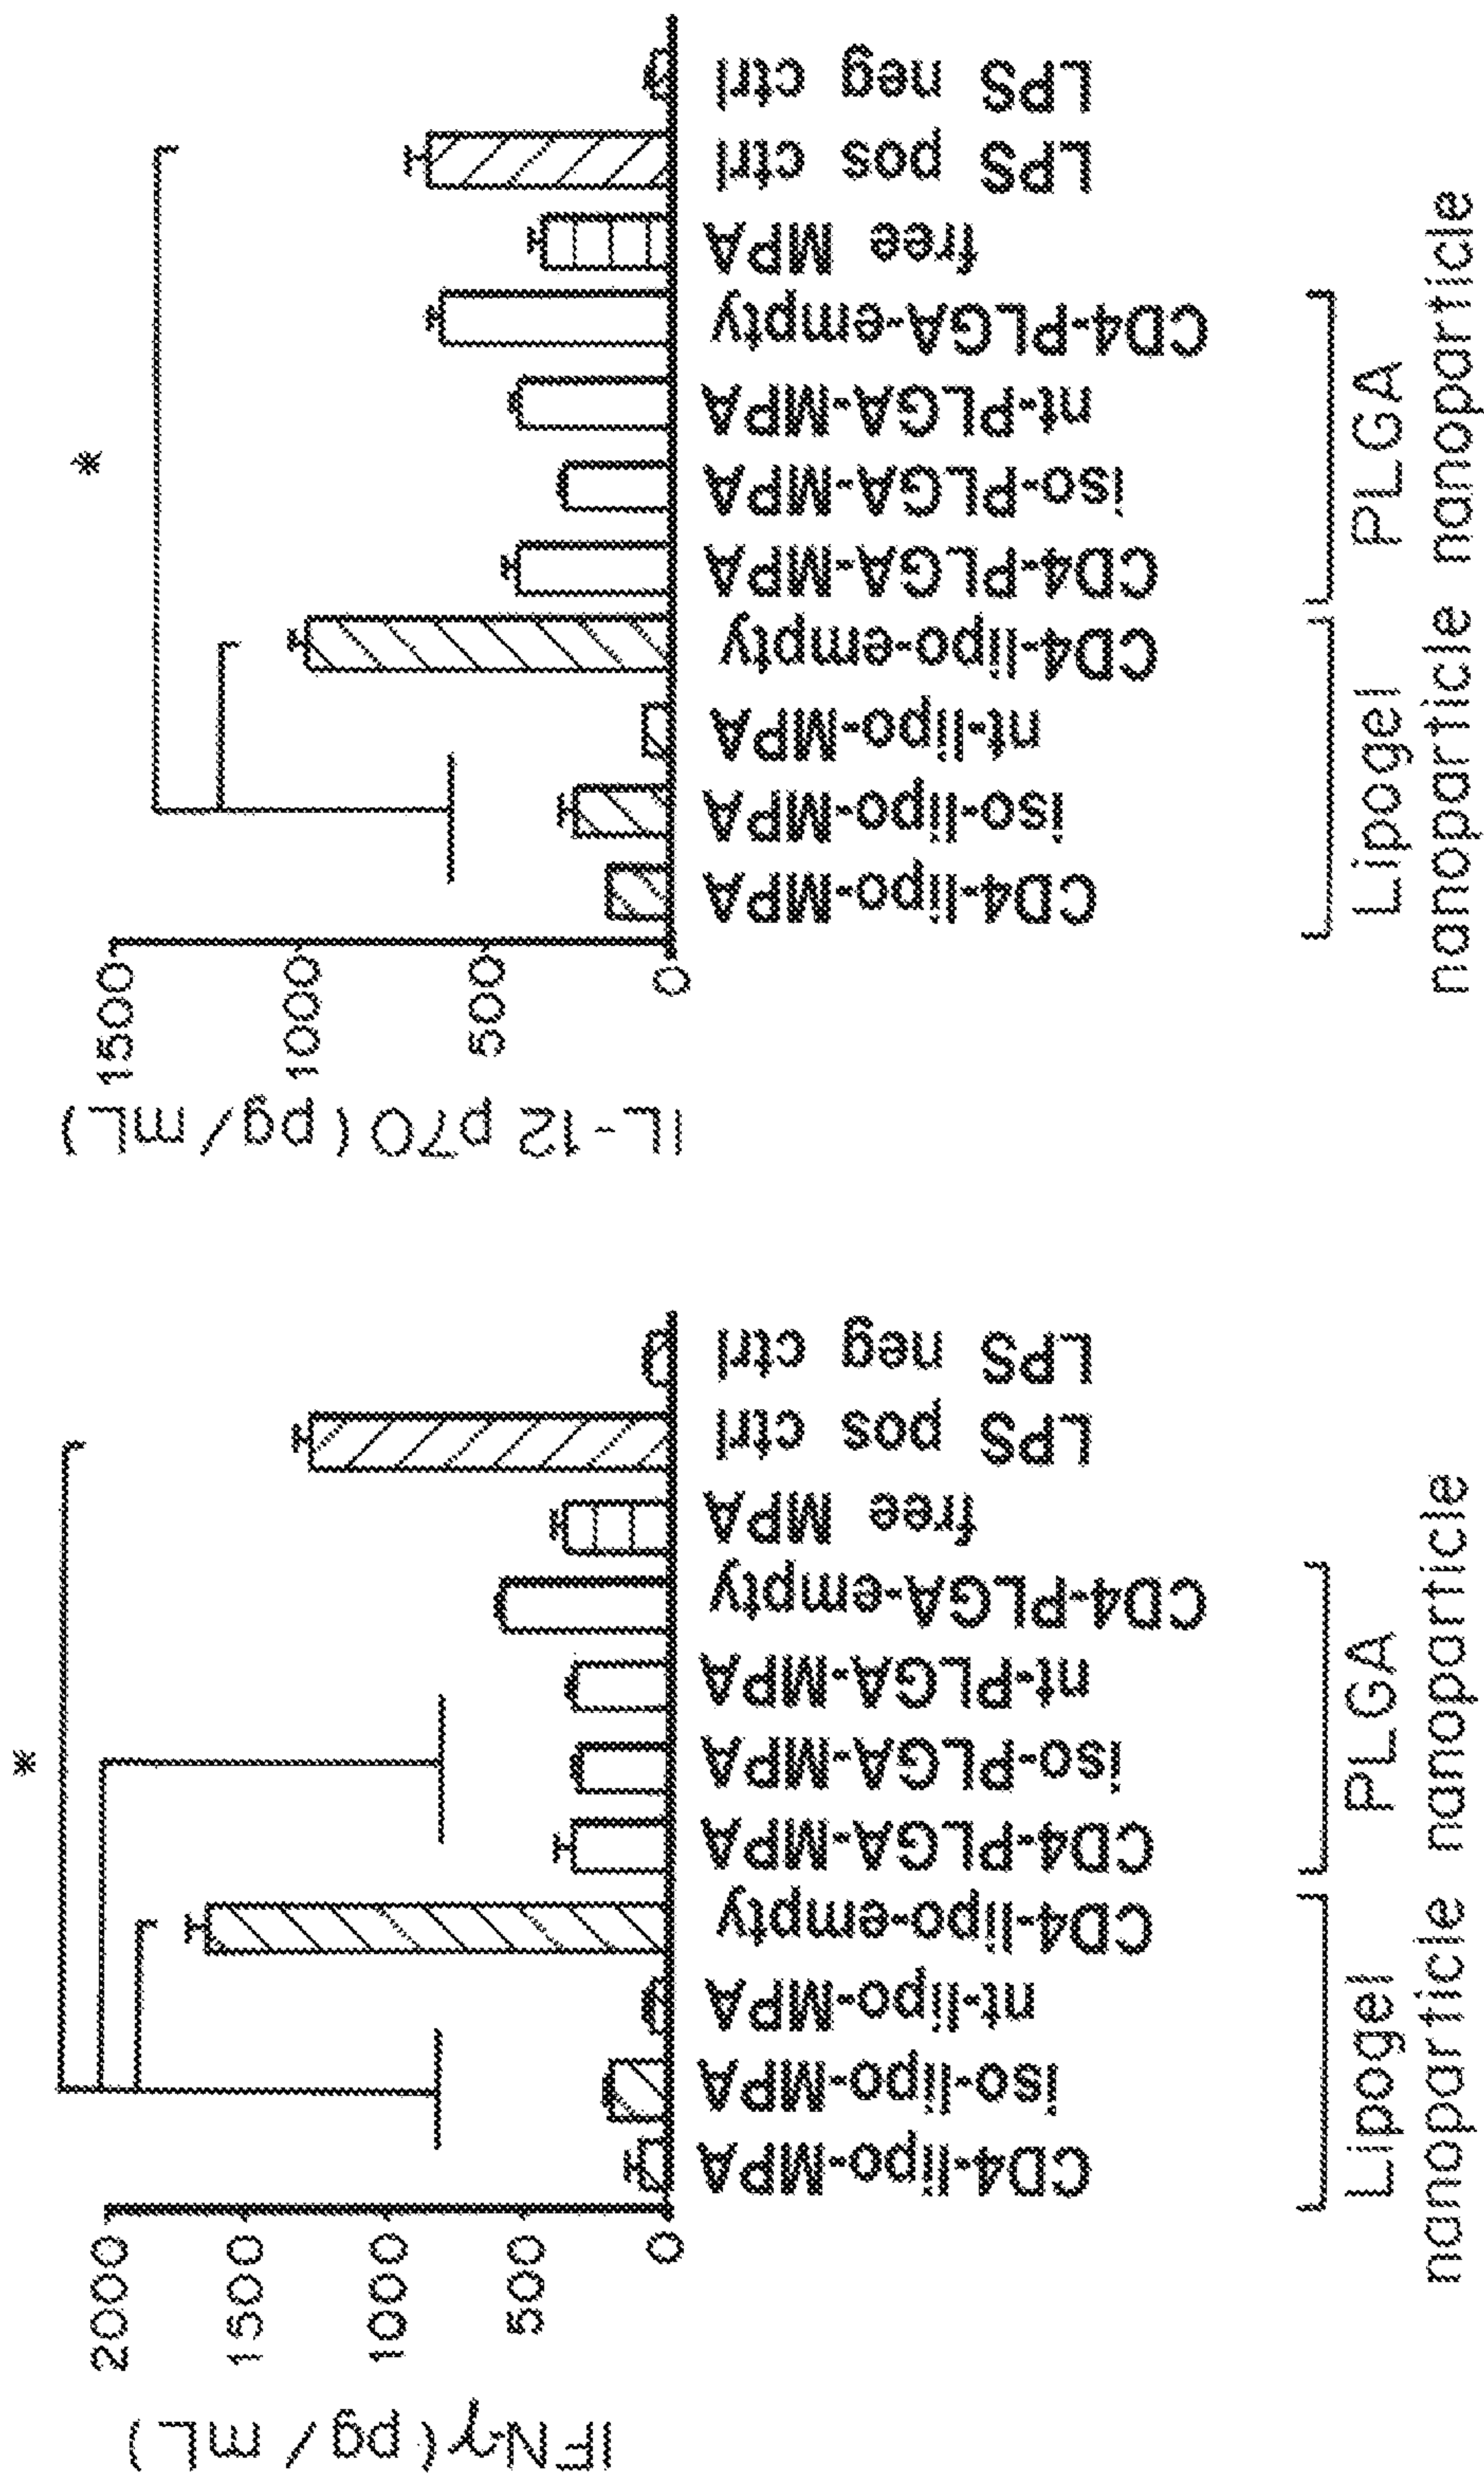 IFN-γ(pg/mL)
2000
1500
1000
500
0
*
CD4-lipo-MPA
iso-lipo-MPA
nt-lipo-MPA
CD4-lipo-empty
CD4-PLGA-MPA
iso-PLGA-MPA
nt-PLGA-MPA
CD4-PLGA-empty
free MPA
LPS pos ctrl
LPS neg ctrl
Lipogel
nanoparticle
PLGA
nanoparticle
IL-12 p70(pg/mL)
1500
1000
500
0
*
CD4-lipo-MPA
iso-lipo-MPA
nt-lipo-MPA
CD4-lipo-empty
CD4-PLGA-MPA
iso-PLGA-MPA
nt-PLGA-MPA
CD4-PLGA-empty
free MPA
LPS pos ctrl
LPS neg ctrl
Lipogel
nanoparticle
PLGA
nanoparticle